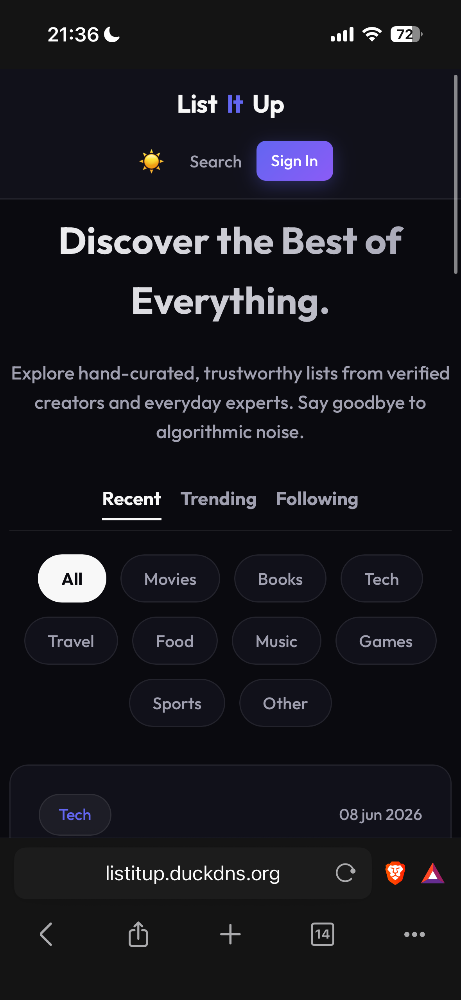 21:36
72
List It Up
Search
Sign In
Discover the Best of
Everything.
Explore hand-curated, trustworthy lists from verified
creators and everyday experts. Say goodbye to
algorithmic noise.
Recent Trending Following
All Movies Books Tech
Travel Food Music Games
Sports Other
Tech
08 jun 2026
listitup.duckdns.org
14